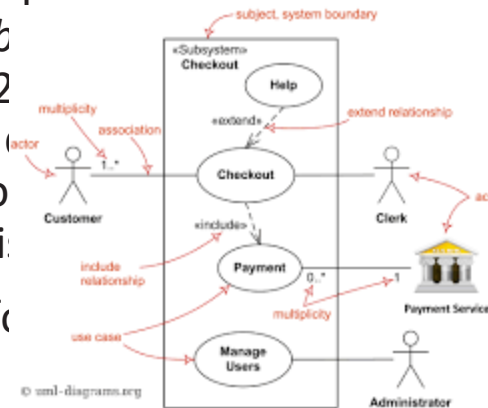 subject, system boundary
«Subsystem»
Checkout
Help
multiplicity
association
«extend»
extend relationship
actor
1..*
Checkout
Customer
Clerk
ac
«include»
include
relationship
Payment
0..*
1
multiplicity
Payment Service
use case
Manage
Users
© uml-diagrams.org
Administrator